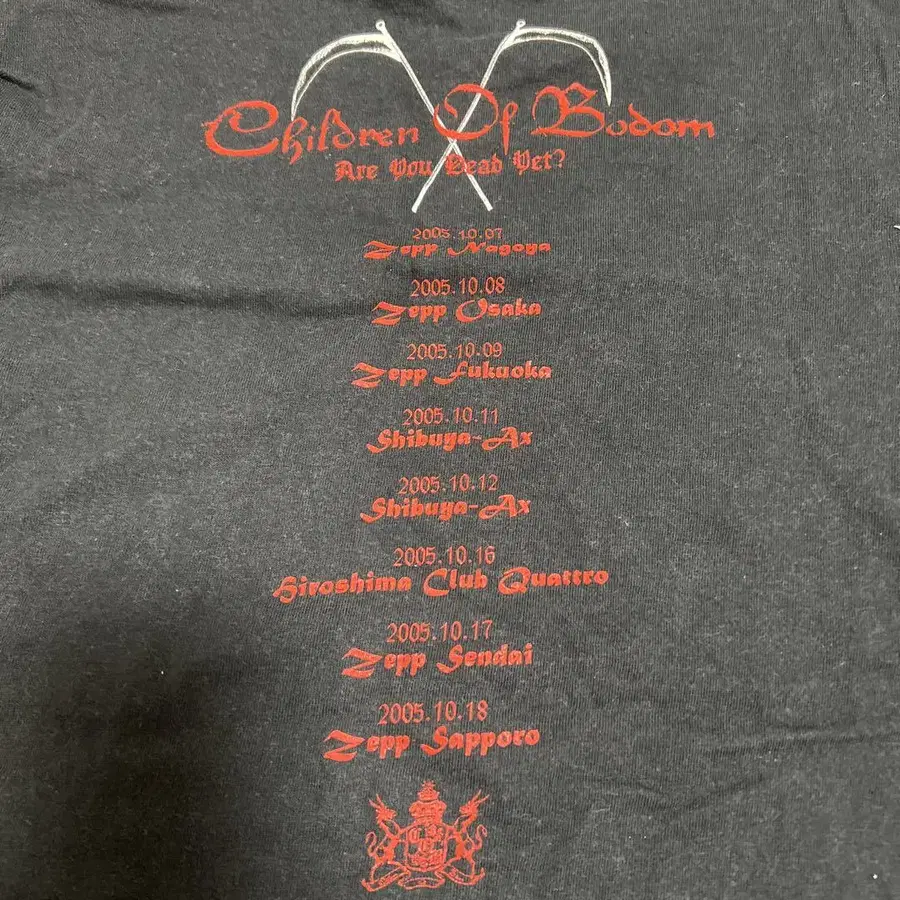 Children Of Bodom
Are You Dead Yet?
2005.10.07
Zepp Nagoya
2005.10.08
Zepp Osaka
2005.10.09
Zepp Fukuoka
2005.10.11
Shibuya-Ax
2005.10.12
Shibuya-Ax
2005.10.16
Hiroshima Club Quattro
2005.10.17
Zepp Sendai
2005.10.18
Zepp Sapporo